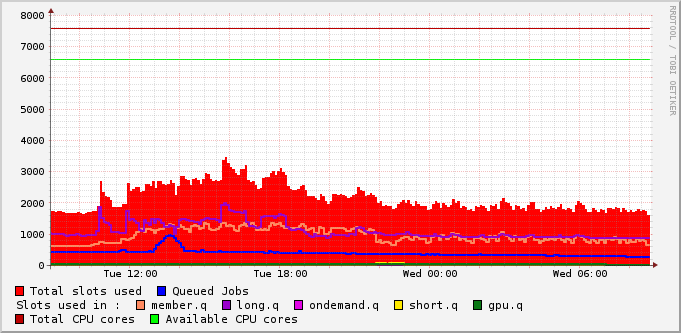 8000
7000
6000
5000
4000
3000
2000
1000
0
Tue 12:00 Tue 18:00 Wed 00:00 Wed 06:00
Total slots used Queued Jobs
Slots used in : member.q long.q ondemand.q short.q gpu.q
Total CPU cores Available CPU cores
RRDTOOL / TOBI OETIKER